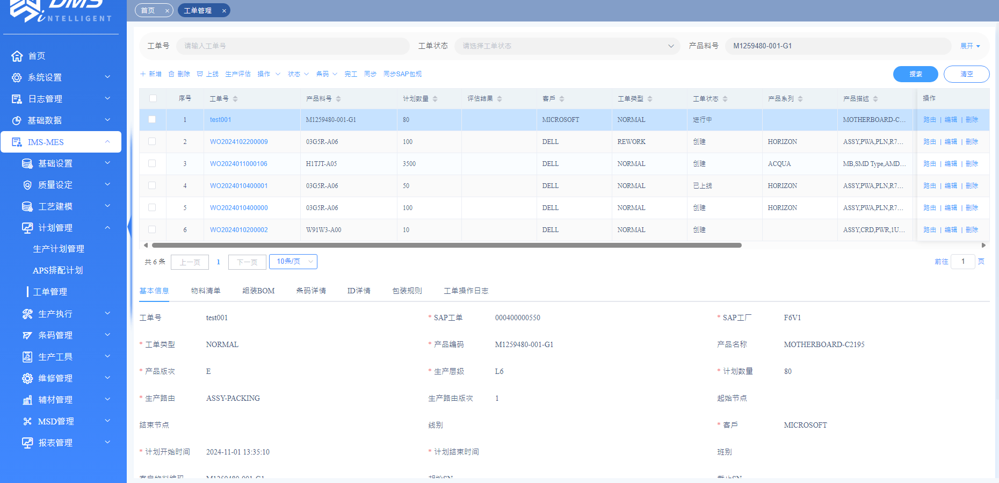 DMS
iNTELLIGENT
首页 ×
工单管理 ×
首页
系统设置
日志管理
基础数据
IMS-MES
基础设置
质量设定
工艺建模
计划管理
生产计划管理
APS排配计划
工单管理
生产执行
条码管理
生产工具
维修管理
辅材管理
MSD管理
报表管理
工单号 请输入工单号 工单状态 请选择工单状态 产品料号 M1259480-001-G1 展开
新增 删除 上线 生产评估 操作 状态 条码 完工 同步 同步SAP包规 搜索 清空
序号 工单号 产品料号 计划数量 评估结果 客戶 工单类型 工单状态 产品系列 产品描述 操作
1 test001 M1259480-001-G1 80 MICROSOFT NORMAL 进行中 MOTHERBOARD-C... 路由 | 编辑 | 删除
2 WO2024102200009 03G5R-A06 100 DELL REWORK 创建 HORIZON ASSY,PWA,PLN,R7... 路由 | 编辑 | 删除
3 WO2024011000106 H1TJT-A05 3500 DELL NORMAL 创建 ACQUA MB,SMD Type,AMD... 路由 | 编辑 | 删除
4 WO2024010400001 03G5R-A06 50 DELL NORMAL 已上线 HORIZON ASSY,PWA,PLN,R7... 路由 | 编辑 | 删除
5 WO2024010400000 03G5R-A06 100 DELL NORMAL 创建 HORIZON ASSY,PWA,PLN,R7... 路由 | 编辑 | 删除
6 WO2024010200002 W91W3-A00 10 DELL NORMAL 创建 ASSY,CRD,PWR,1U... 路由 | 编辑 | 删除
共 6 条 上一页 1 下一页 10条/页 前往 1 页
基本信息 物料清单 组装BOM 条码详情 ID详情 包装规则 工单操作日志
工单号 test001 * SAP工单 000400000550 * SAP工厂 F6V1
* 工单类型 NORMAL * 产品编码 M1259480-001-G1 产品名称 MOTHERBOARD-C2195
* 产品版次 E * 生产层级 L6 * 计划数量 80
* 生产路由 ASSY-PACKING 生产路由版次 1 起始节点
结束节点 线别 * 客戶 MICROSOFT
* 计划开始时间 2024-11-01 13:35:10 * 计划结束时间 班别
客户物料编码 M1259480-001-G1 起始SN 截止SN